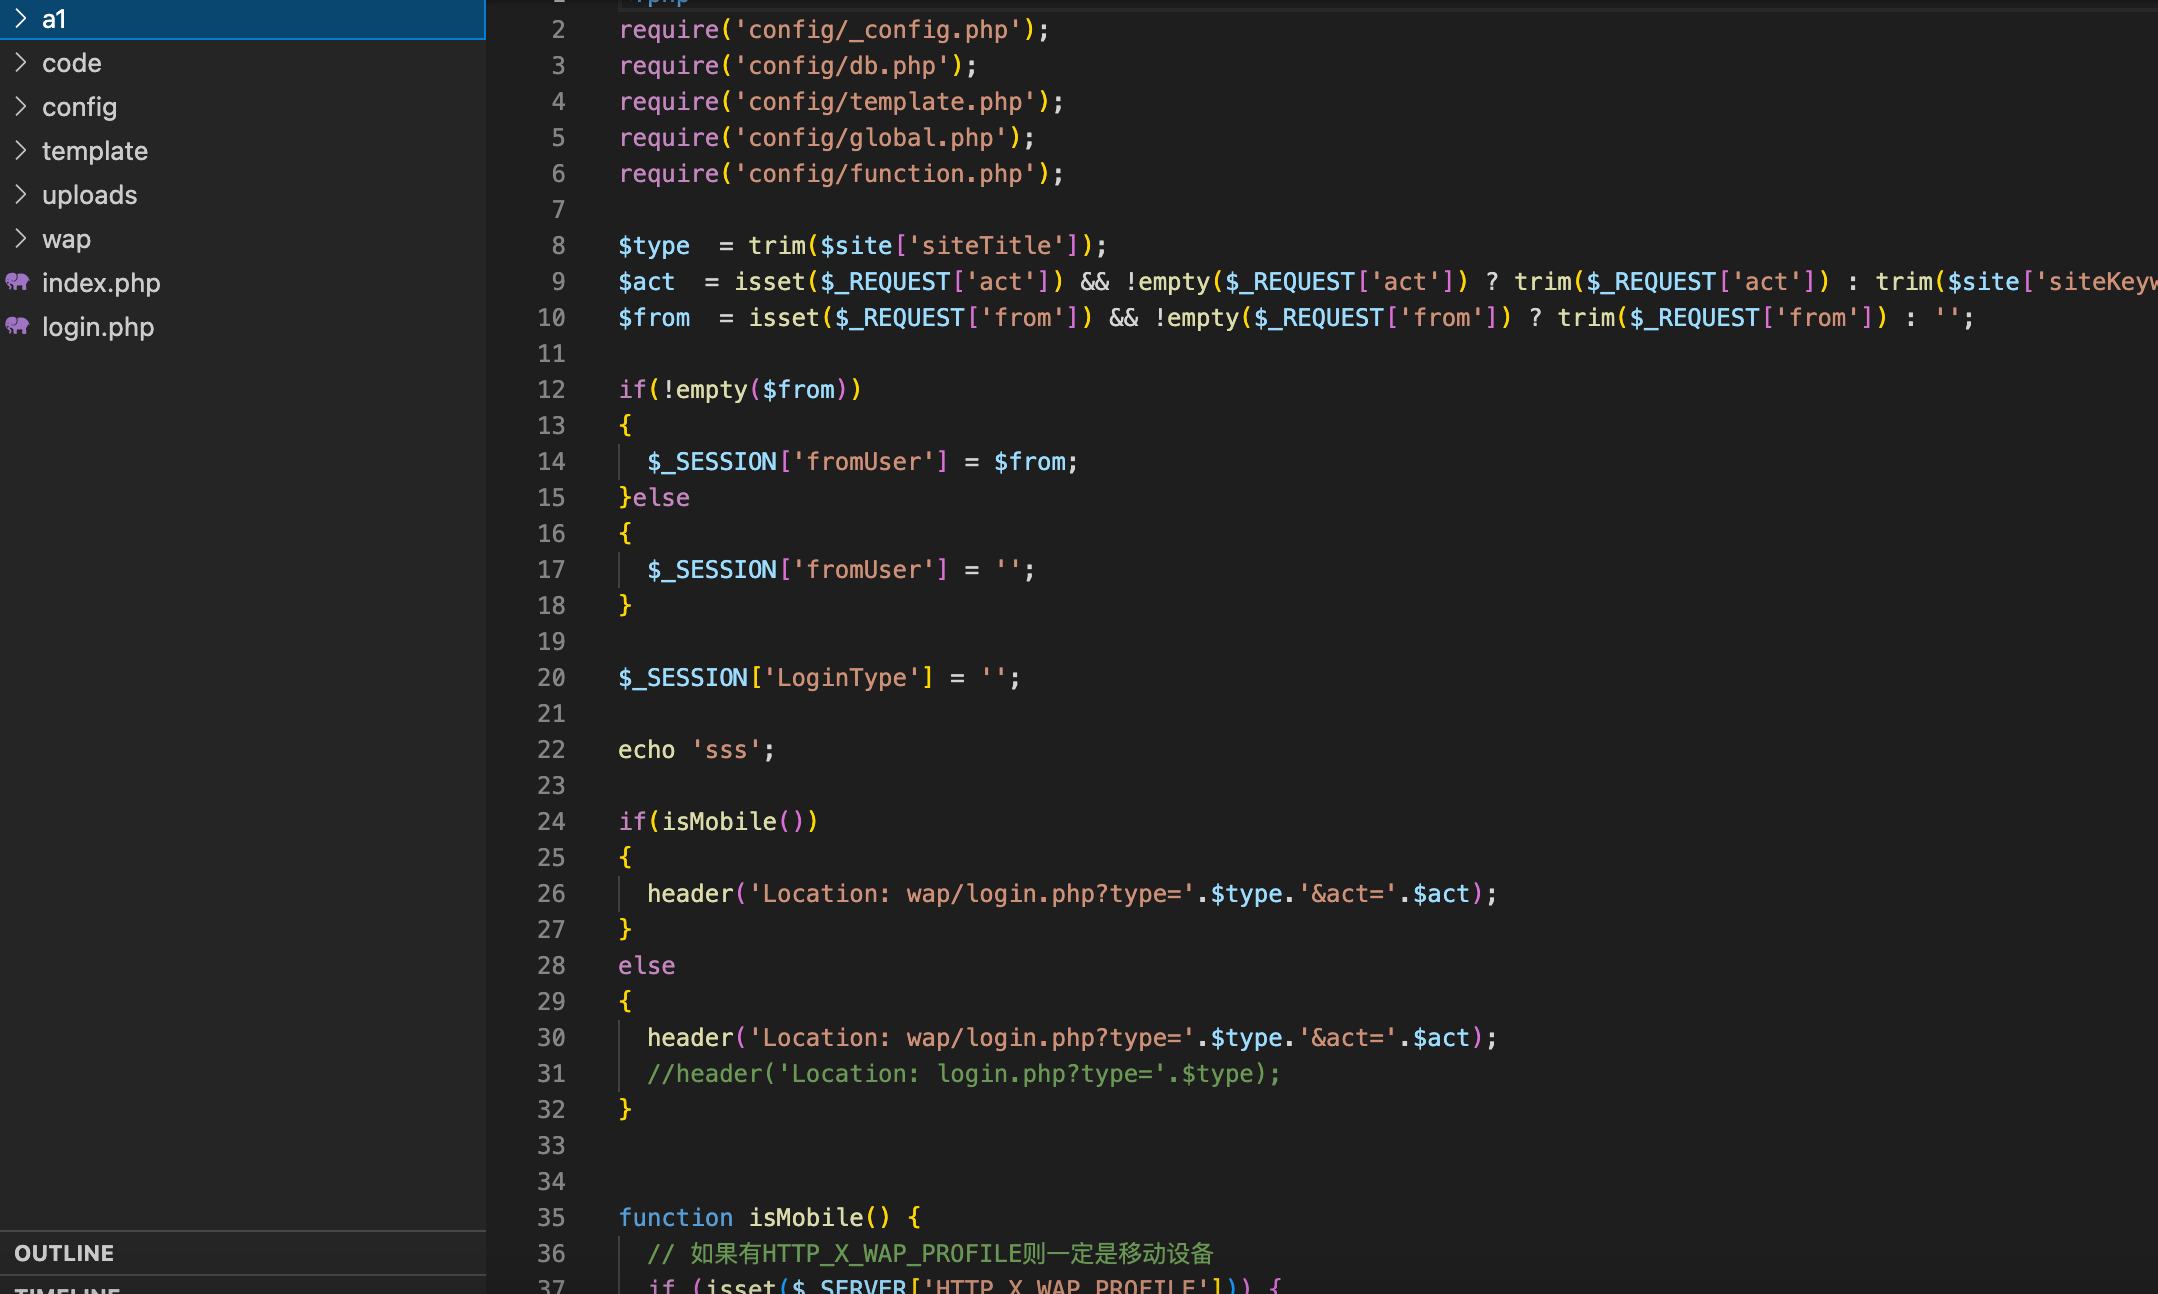 a1
code
config
template
uploads
wap
index.php
login.php
OUTLINE
2 require('config/_config.php');
3 require('config/db.php');
4 require('config/template.php');
5 require('config/global.php');
6 require('config/function.php');
7
8 $type  = trim($site['siteTitle']);
9 $act  = isset($_REQUEST['act']) && !empty($_REQUEST['act']) ? trim($_REQUEST['act']) : trim($site['siteKeyw
10 $from  = isset($_REQUEST['from']) && !empty($_REQUEST['from']) ? trim($_REQUEST['from']) : '';
11
12 if(!empty($from))
13 {
14   $_SESSION['fromUser'] = $from;
15 }else
16 {
17   $_SESSION['fromUser'] = '';
18 }
19
20 $_SESSION['LoginType'] = '';
21
22 echo 'sss';
23
24 if(isMobile())
25 {
26   header('Location: wap/login.php?type='.$type.'&act='.$act);
27 }
28 else
29 {
30   header('Location: wap/login.php?type='.$type.'&act='.$act);
31   //header('Location: login.php?type='.$type);
32 }
33
34
35 function isMobile() {
36   // 如果有HTTP_X_WAP_PROFILE则一定是移动设备
37   if (isset($_SERVER['HTTP_X_WAP_PROFILE'])) {